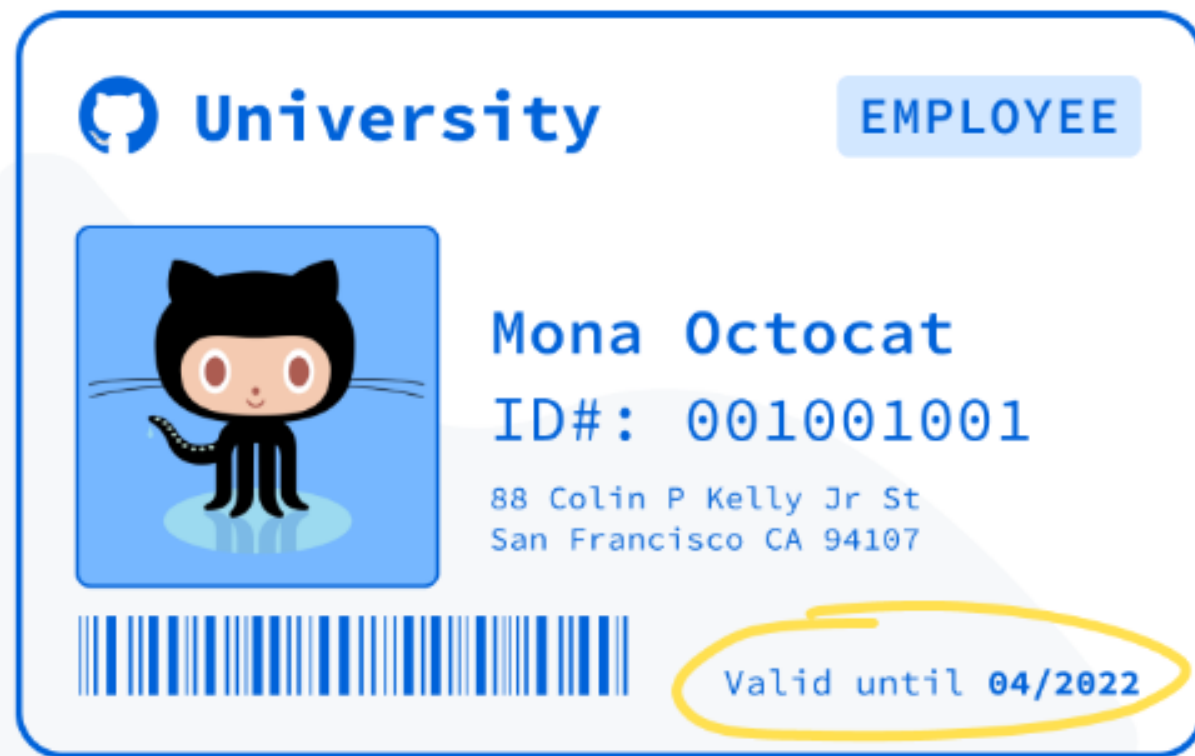 University
EMPLOYEE
Mona Octocat
ID#: 001001001
88 Colin P Kelly Jr St
San Francisco CA 94107
Valid until 04/2022